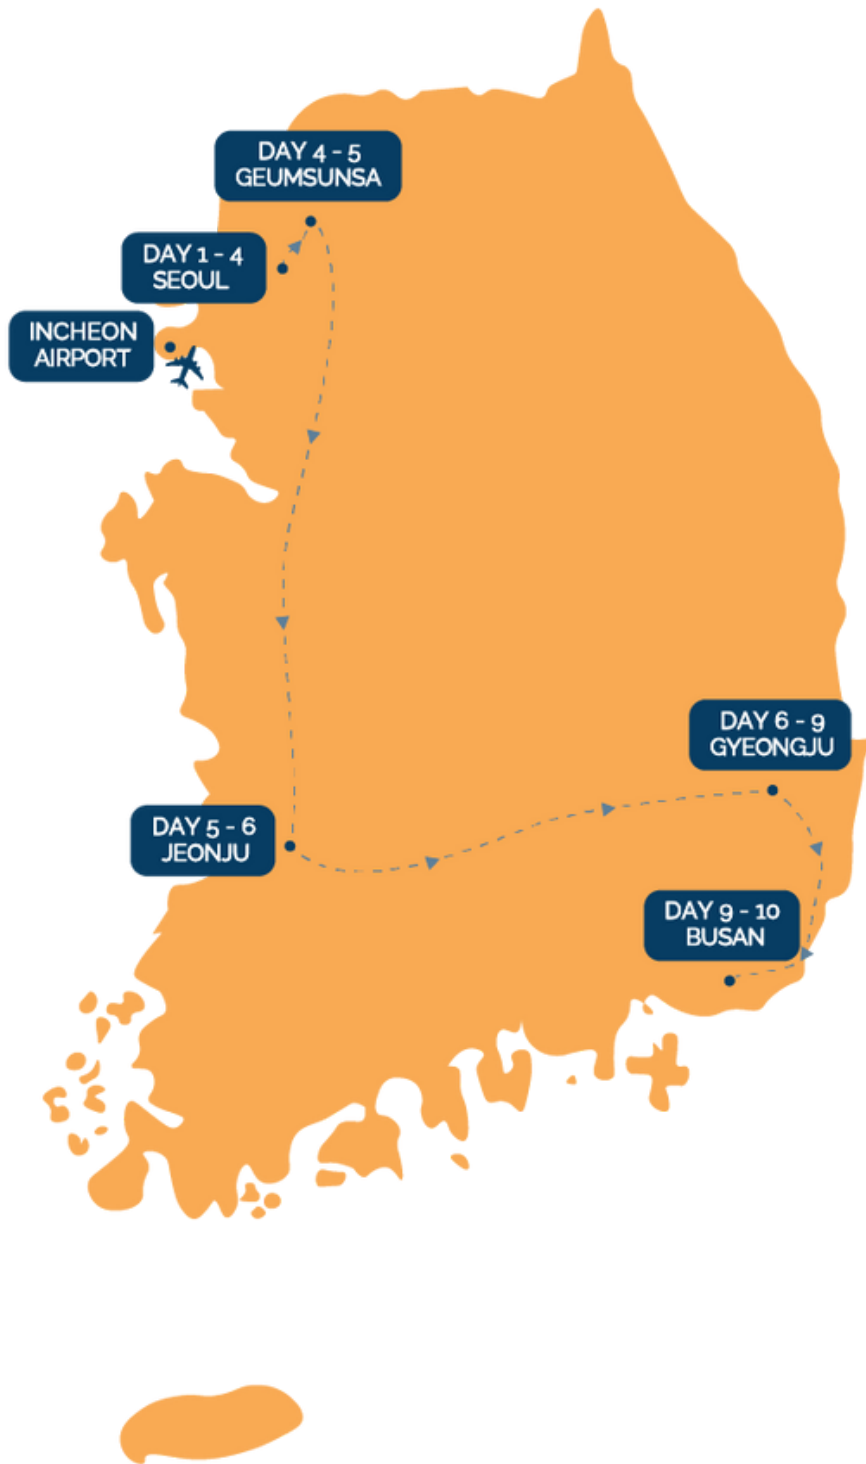 DAY 4 - 5
GEUMSUNSA
DAY 1 - 4
SEOUL
INCHEON
AIRPORT
DAY 6 - 9
GYEONGJU
DAY 5 - 6
JEONJU
DAY 9 - 10
BUSAN